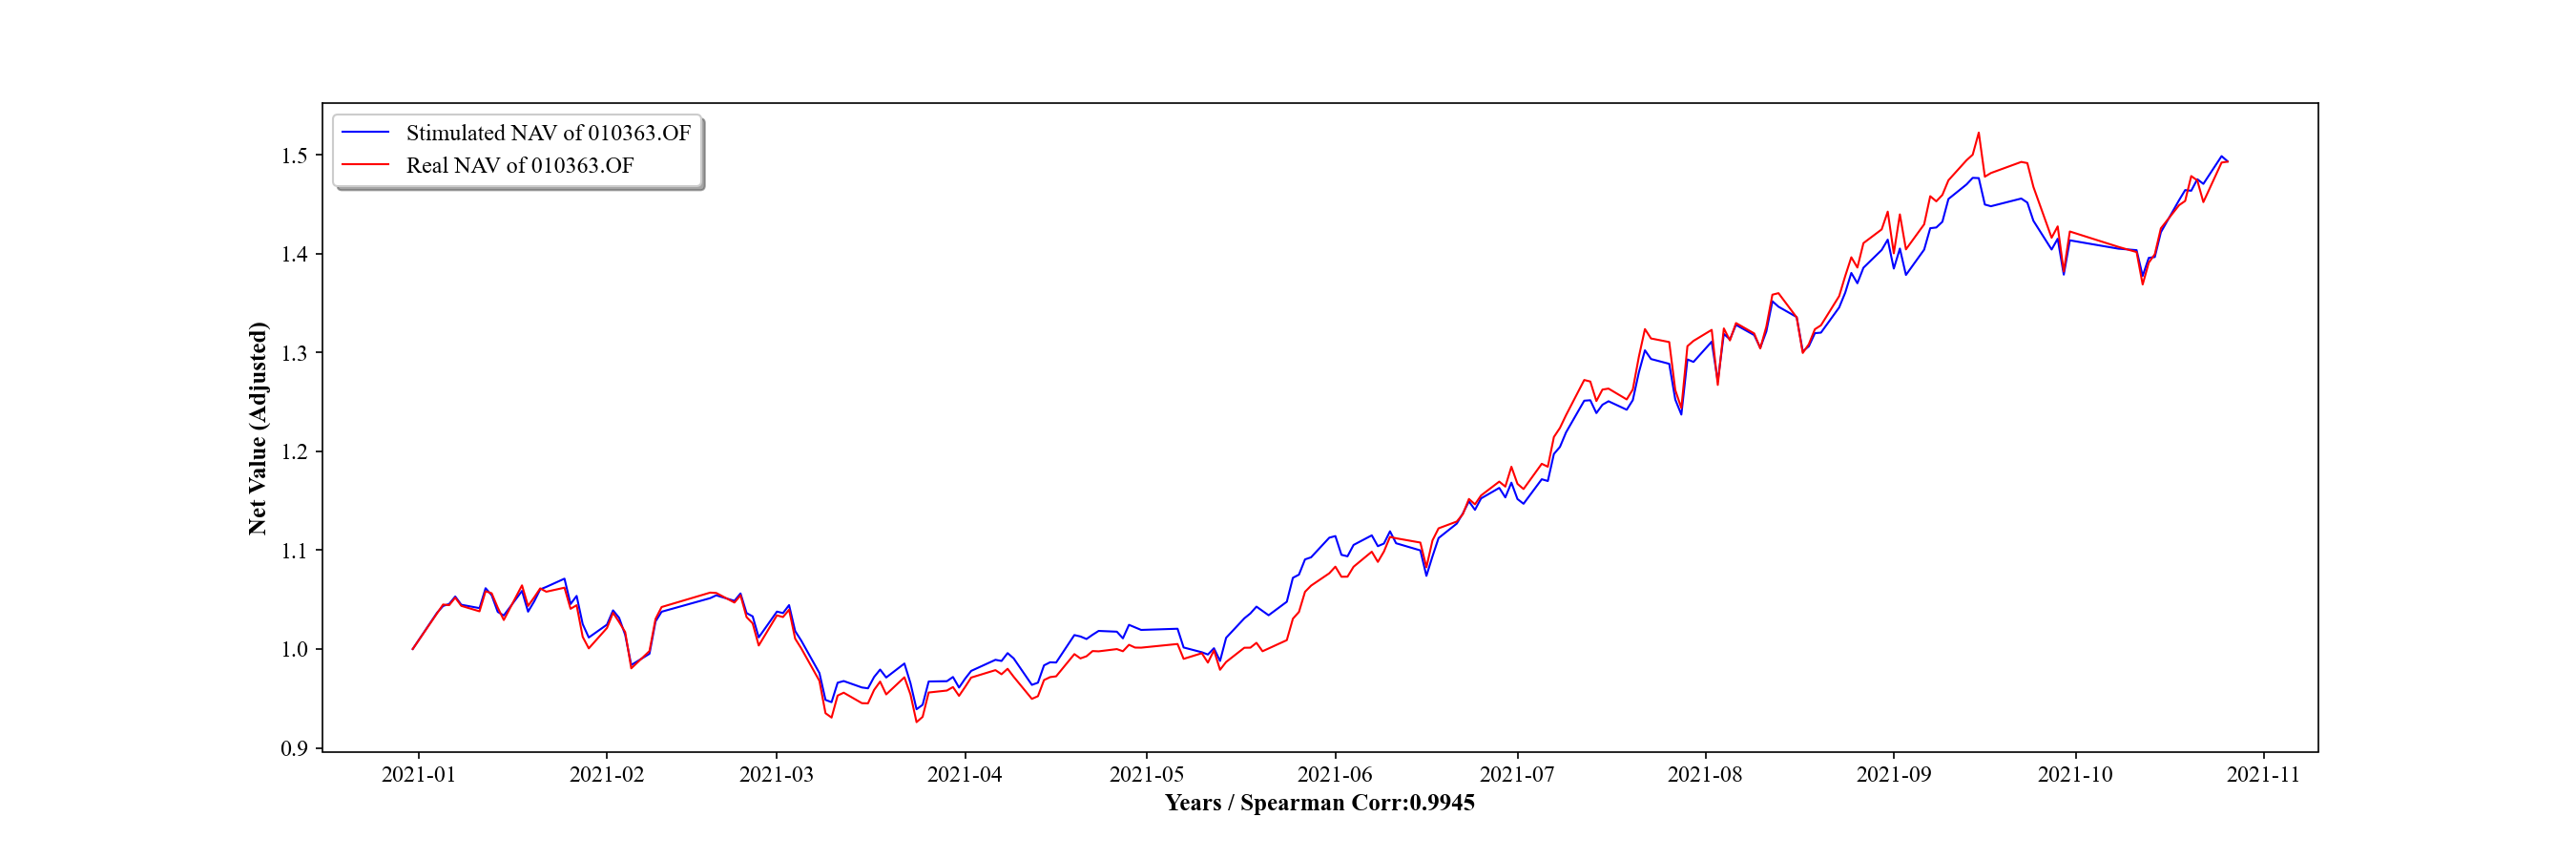 Stimulated NAV of 010363.OF
Real NAV of 010363.OF
1.5
1.4
1.3
1.2
1.1
1.0
0.9
Net Value (Adjusted)
2021-01 2021-02 2021-03 2021-04 2021-05 2021-06 2021-07 2021-08 2021-09 2021-10 2021-11
Years / Spearman Corr:0.9945